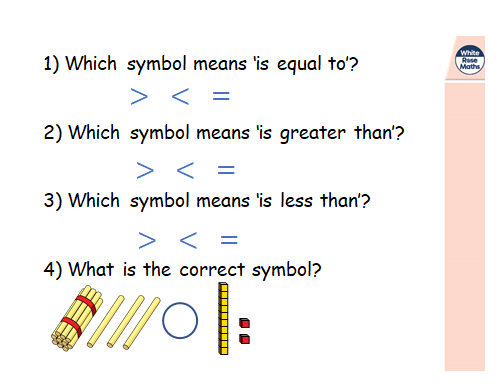 White
Rose
Maths
1) Which symbol means ‘is equal to’?
> < =
2) Which symbol means ‘is greater than’?
> < =
3) Which symbol means ‘is less than’?
> < =
4) What is the correct symbol?